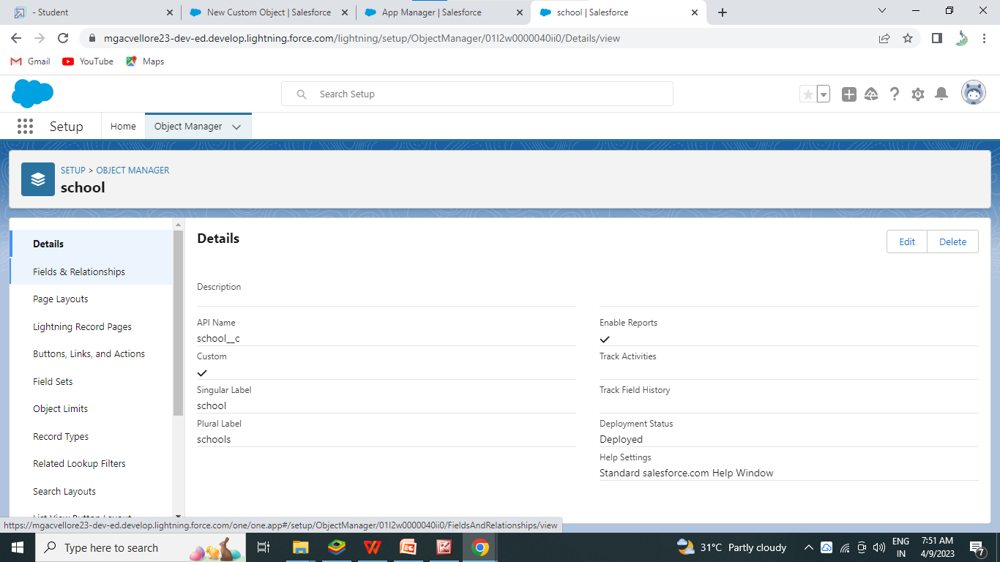 - Student
New Custom Object | Salesforce
App Manager | Salesforce
school | Salesforce
mgacvellore23-dev-ed.develop.lightning.force.com/lightning/setup/ObjectManager/01I2w0000040ii0/Details/view
Gmail
YouTube
Maps
Search Setup
Setup
Home
Object Manager
SETUP > OBJECT MANAGER
school
Details
Fields & Relationships
Page Layouts
Lightning Record Pages
Buttons, Links, and Actions
Field Sets
Object Limits
Record Types
Related Lookup Filters
Search Layouts
List View Button Layout
Details
Edit
Delete
Description
API Name
school__c
Custom
Singular Label
school
Plural Label
schools
Enable Reports
Track Activities
Track Field History
Deployment Status
Deployed
Help Settings
Standard salesforce.com Help Window
https://mgacvellore23-dev-ed.develop.lightning.force.com/one/one.app#/setup/ObjectManager/01I2w0000040ii0/FieldsAndRelationships/view
Type here to search
31°C Partly cloudy
ENG
IN
7:51 AM
4/9/2023
7